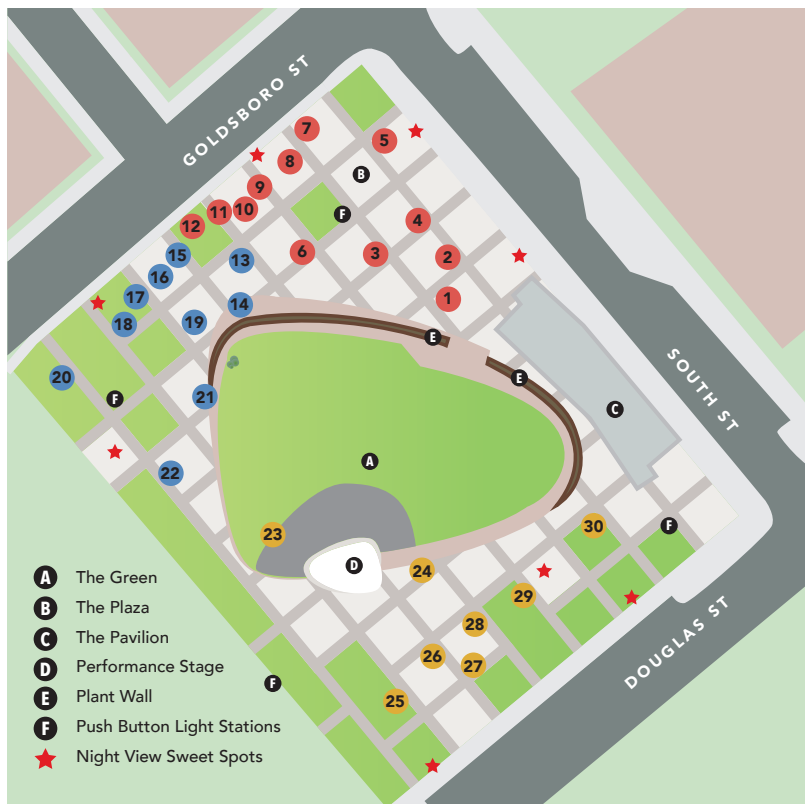 GOLDSBORO ST
7
5
8
B
9
11
10
F
12
4
15
13
6
3
2
16
17
14
1
18
19
E
SOUTH ST
20
E
F
21
C
A
22
F
30
23
D
24
29
28
DOUGLAS ST
26
27
F
25
A The Green
B The Plaza
C The Pavilion
D Performance Stage
E Plant Wall
F Push Button Light Stations
Night View Sweet Spots